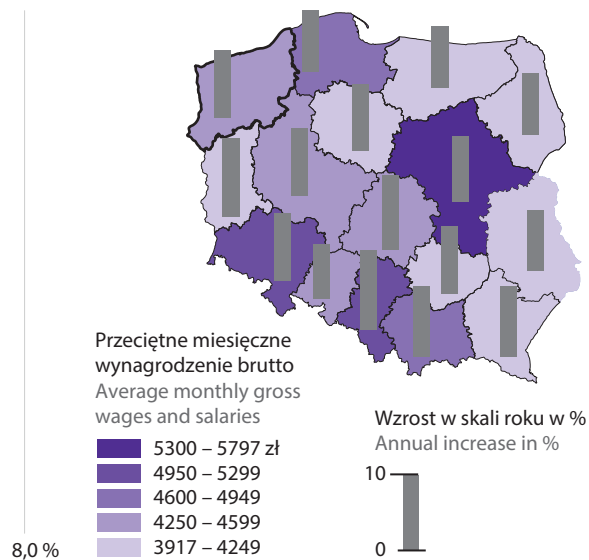 Przeciętne miesięczne
wynagrodzenie brutto
Average monthly gross
wages and salaries
5300 – 5797 zł
4950 – 5299
4600 – 4949
4250 – 4599
3917 – 4249
Wzrost w skali roku w %
Annual increase in %
10
0
8,0 %